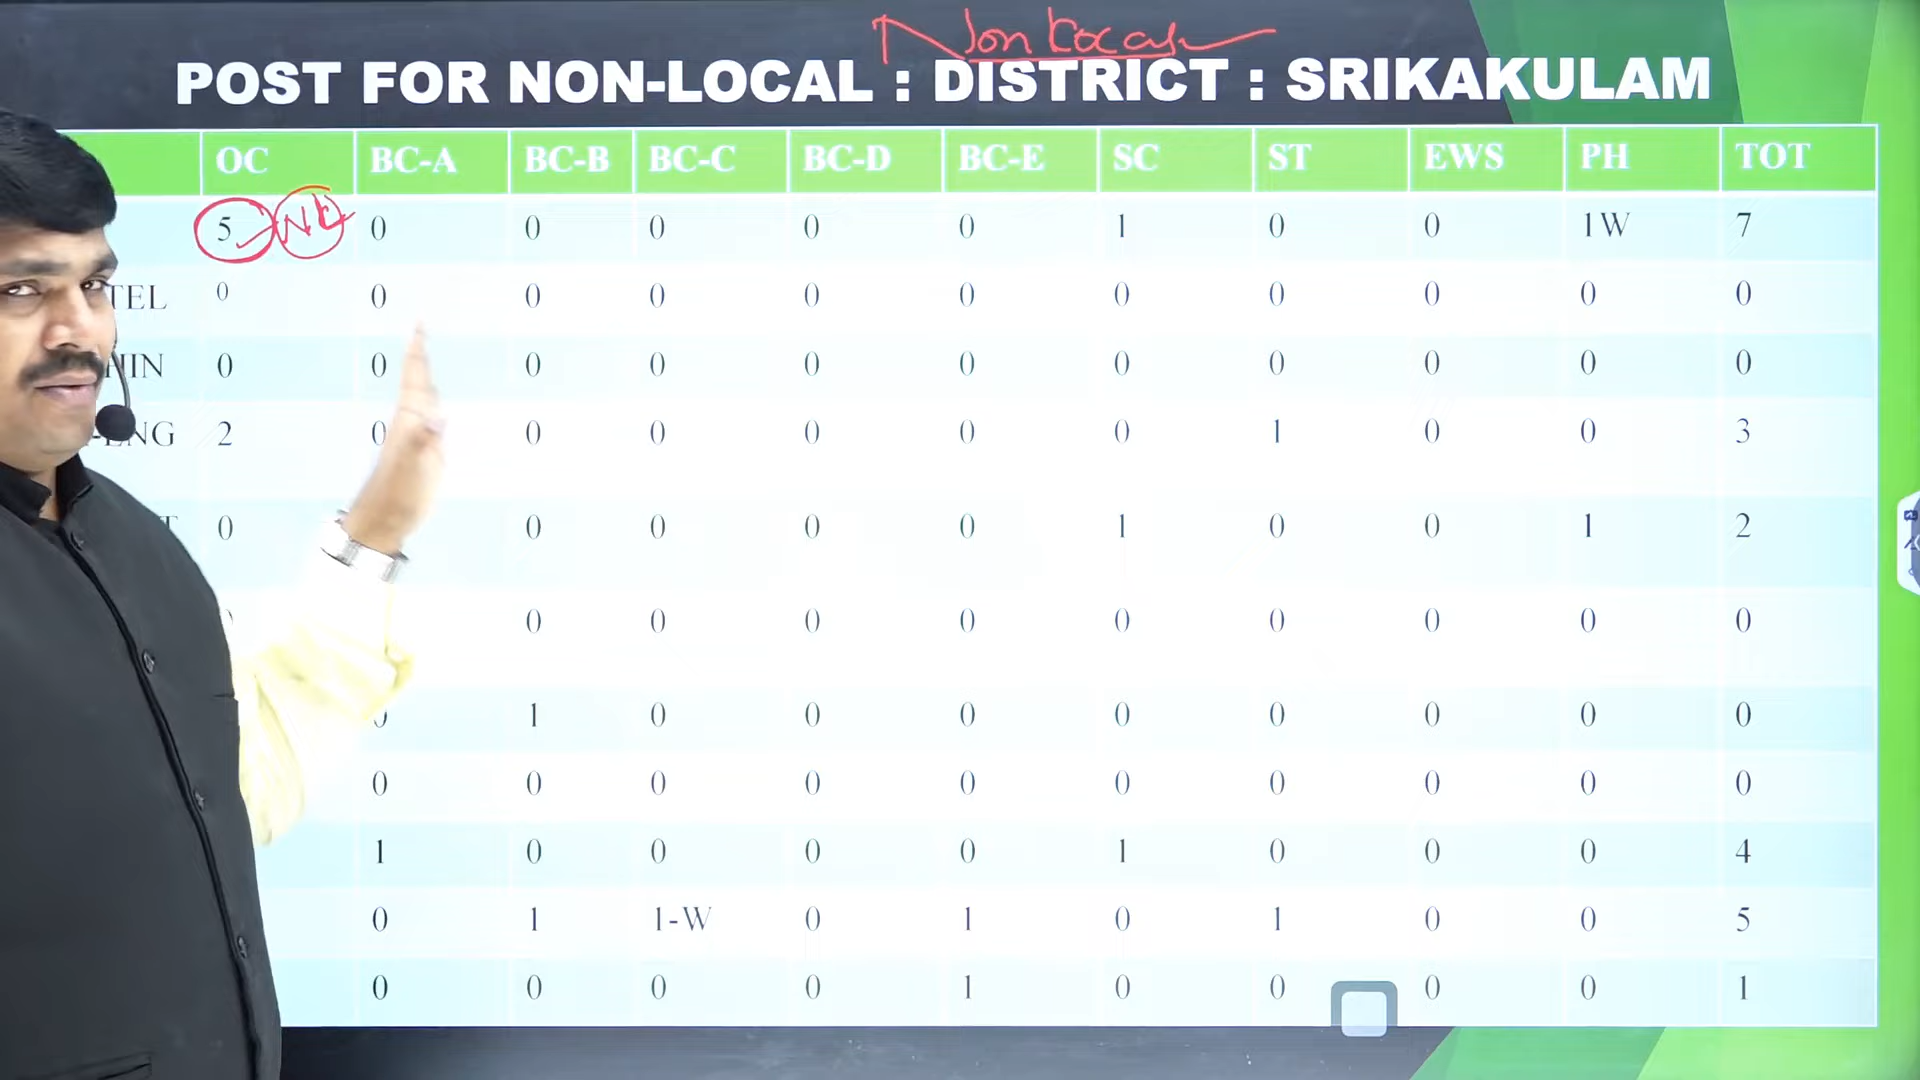 Non Local
POST FOR NON-LOCAL : DISTRICT : SRIKAKULAM
OC BC-A BC-B BC-C BC-D BC-E SC ST EWS PH TOT
5 NL 0 0 0 0 0 1 0 0 1W 7
TEL 0 0 0 0 0 0 0 0 0 0 0
HIN 0 0 0 0 0 0 0 0 0 0 0
-ENG 2 0 0 0 0 0 0 1 0 0 3
T 0 0 0 0 0 1 0 0 1 2
0 0 0 0 0 0 0 0 0
0 1 0 0 0 0 0 0 0 0
0 0 0 0 0 0 0 0 0 0
1 0 0 0 0 1 0 0 0 4
0 1 1-W 0 1 0 1 0 0 5
0 0 0 0 1 0 0 0 0 1